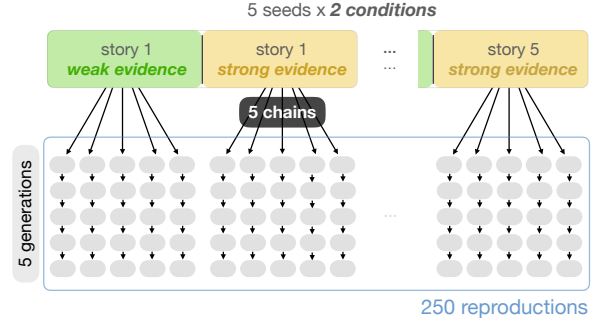 5 seeds x 2 conditions
story 1
weak evidence
story 1
strong evidence
...
...
story 5
strong evidence
5 chains
5 generations
...
250 reproductions